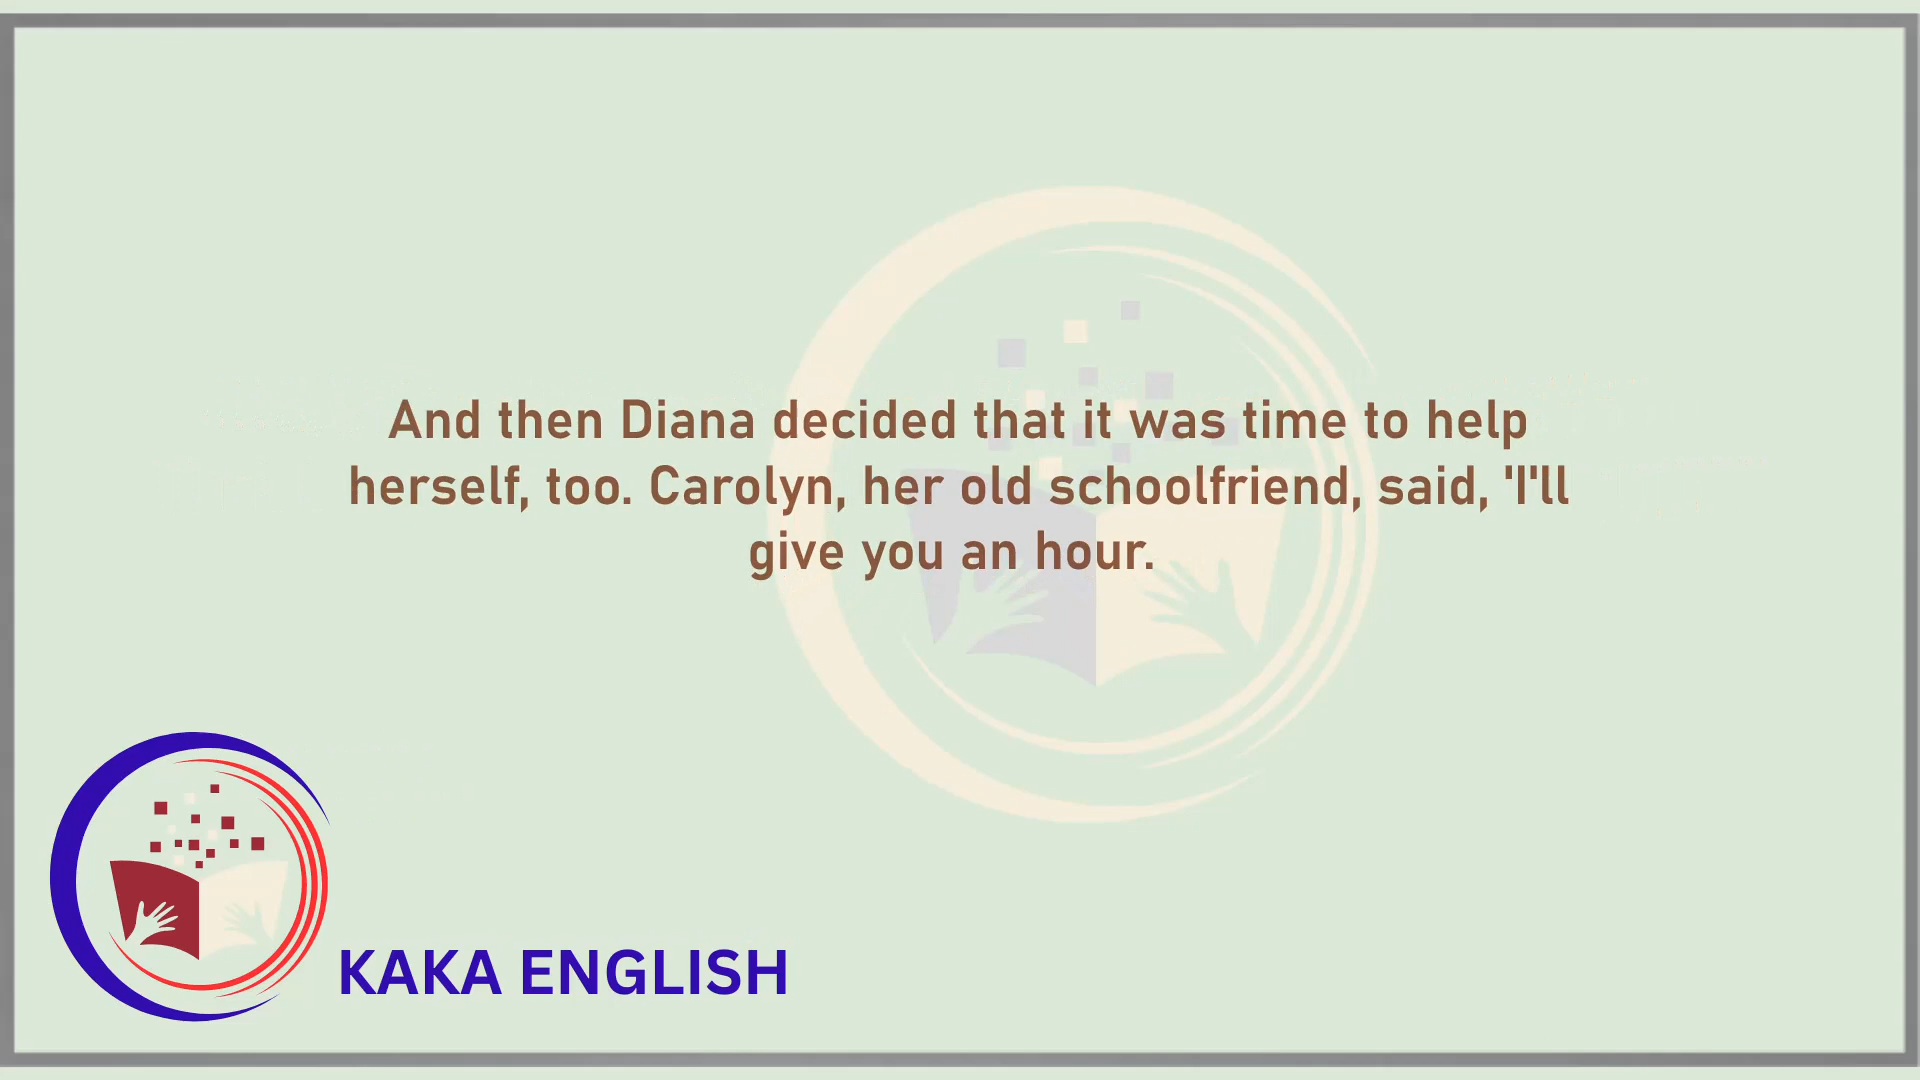 And then Diana decided that it was time to help
herself, too. Carolyn, her old schoolfriend, said, 'I'll
give you an hour.
KAKA ENGLISH